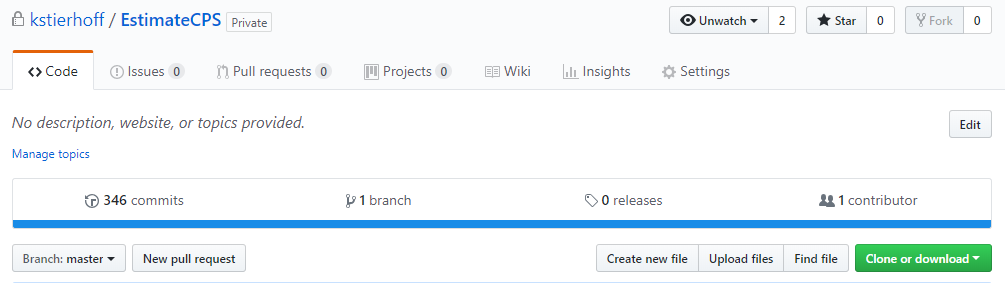 kstierhoff / EstimateCPS Private Unwatch 2 Star 0 Fork 0
Code Issues 0 Pull requests 0 Projects 0 Wiki Insights Settings
No description, website, or topics provided. Edit
Manage topics
346 commits 1 branch 0 releases 1 contributor
Branch: master New pull request Create new file Upload files Find file Clone or download